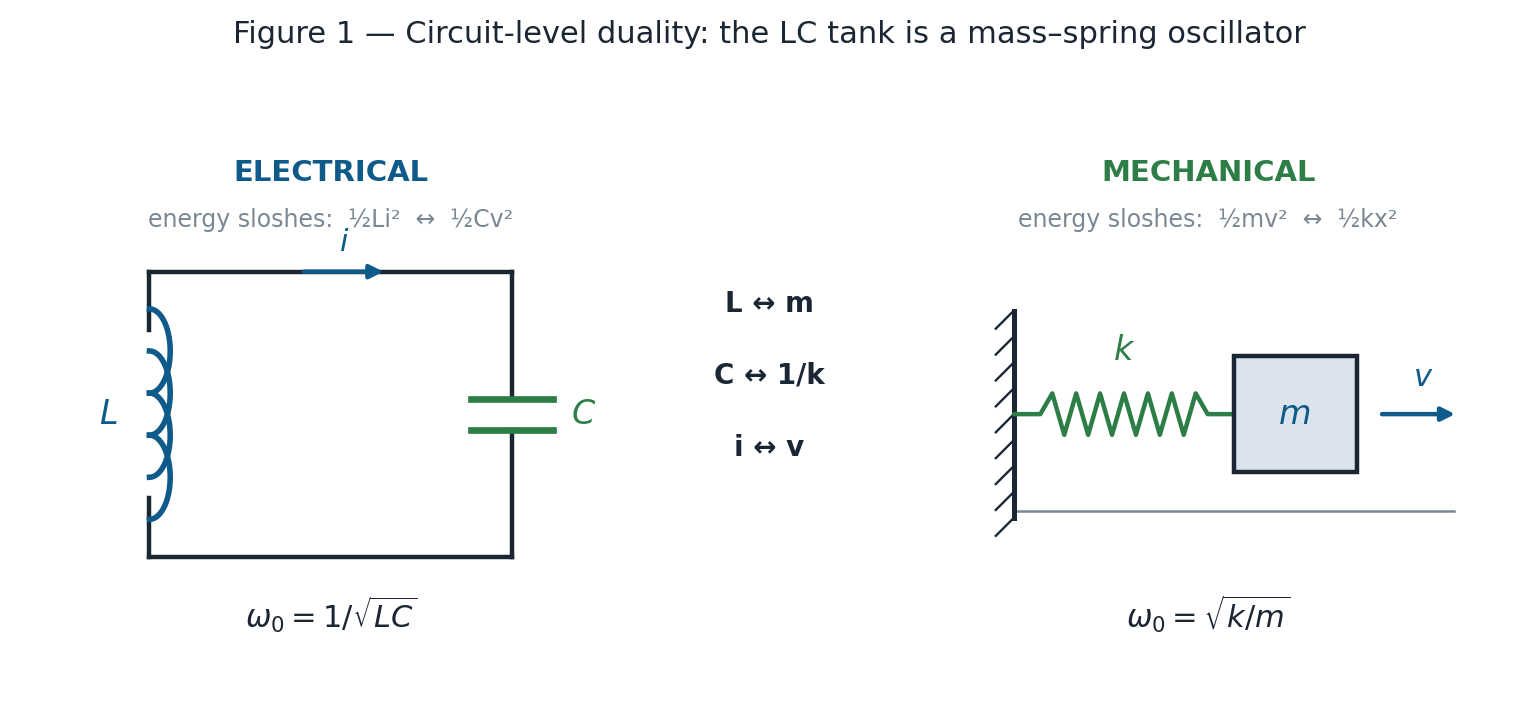 Figure 1 — Circuit-level duality: the LC tank is a mass–spring oscillator
ELECTRICAL
energy sloshes: ½Li² ↔ ½Cv²
i
L
C
ω₀ = 1/√LC
L ↔ m
C ↔ 1/k
i ↔ v
MECHANICAL
energy sloshes: ½mv² ↔ ½kx²
k
m
v
ω₀ = √k/m